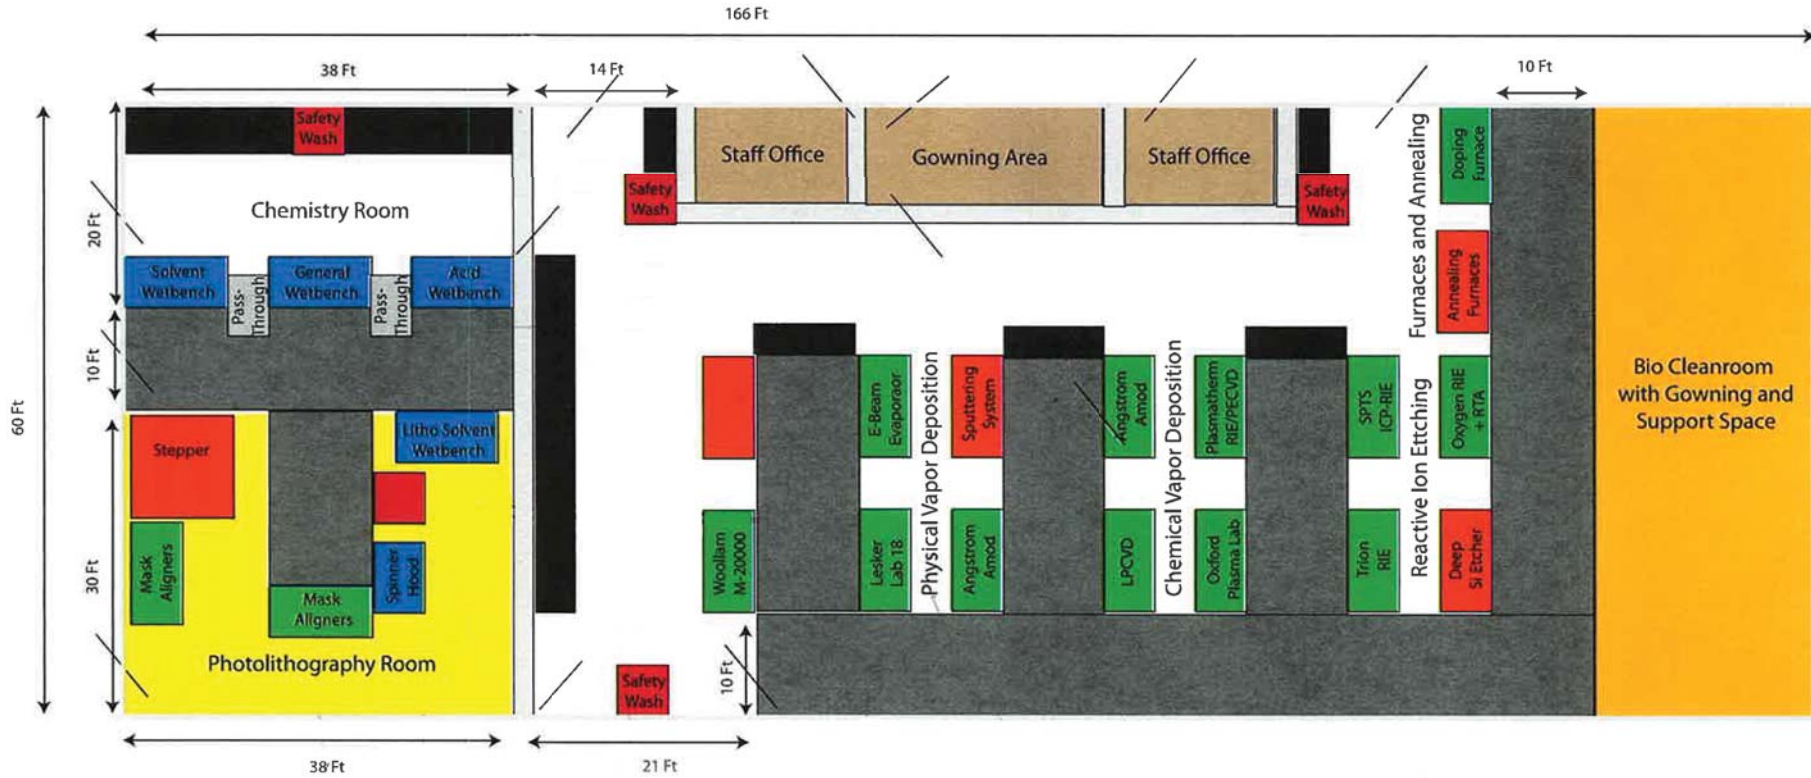 166 Ft
38 Ft
14 Ft
10 Ft
60 Ft
20 Ft
10 Ft
30 Ft
Safety
Wash
Chemistry Room
Solvent
Wetbench
Pass-
Through
General
Wetbench
Pass-
Through
Acid
Wetbench
Stepper
Litho Solvent
Wetbench
Mask
Aligners
Mask
Aligners
Spinner
Hood
Photolithography Room
38 Ft
21 Ft
10 Ft
Safety
Wash
Safety
Wash
Staff Office
Gowning Area
Staff Office
Safety
Wash
Woollam
M-20000
E-Beam
Evaparaor
Lesker
Lab 18
Physical Vapor Deposition
Sputtering
System
Angstrom
Amod
Angstrom
Amod
LPCVD
Chemical Vapor Deposition
Plasmatherm
RIE/PECVD
Oxford
Plasma Lab
SPTS
ICP-RIE
Trion
RIE
Reactive Ion Ettching
Furnaces and Annealing
Doping
Furnace
Annealing
Furnaces
Oxygen RIE
+ RTA
Deep
Si Etcher
Bio Cleanroom
with Gowning and
Support Space